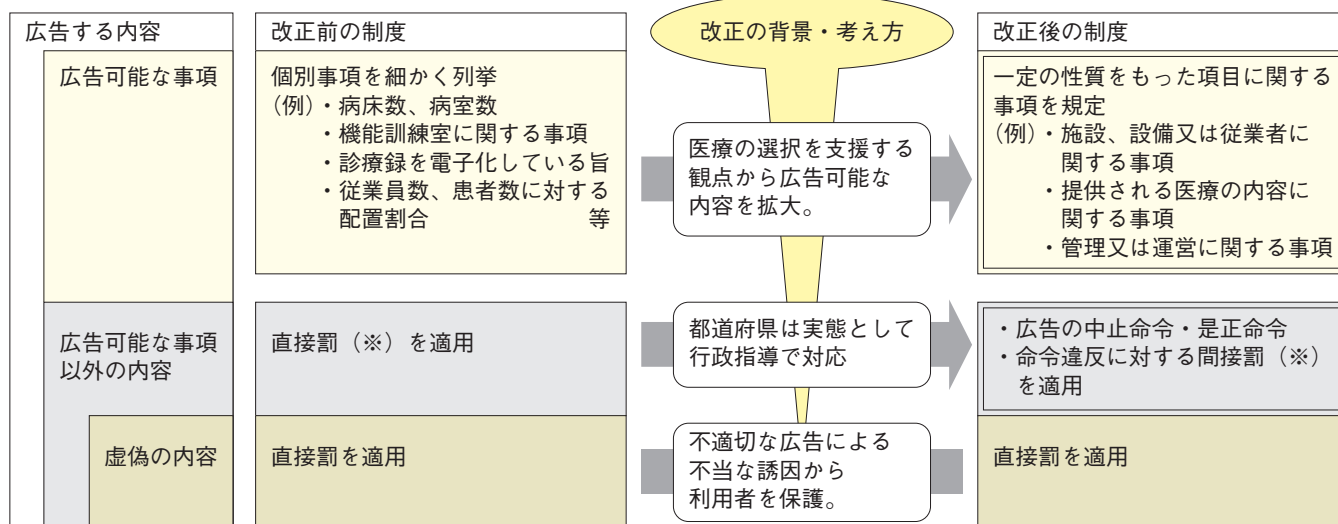 広告する内容
広告可能な事項
広告可能な事項
以外の内容
虚偽の内容
改正前の制度
個別事項を細かく列挙
（例）・病床数、病室数
・機能訓練室に関する事項
・診療録を電子化している旨
・従業員数、患者数に対する
配置割合　等
直接罰（※）を適用
直接罰を適用
改正の背景・考え方
医療の選択を支援する
観点から広告可能な
内容を拡大。
都道府県は実態として
行政指導で対応
不適切な広告による
不当な誘因から
利用者を保護。
改正後の制度
一定の性質をもった項目に関する
事項を規定
（例）・施設、設備又は従業者に
関する事項
・提供される医療の内容に
関する事項
・管理又は運営に関する事項
・広告の中止命令・是正命令
・命令違反に対する間接罰（※）
を適用
直接罰を適用